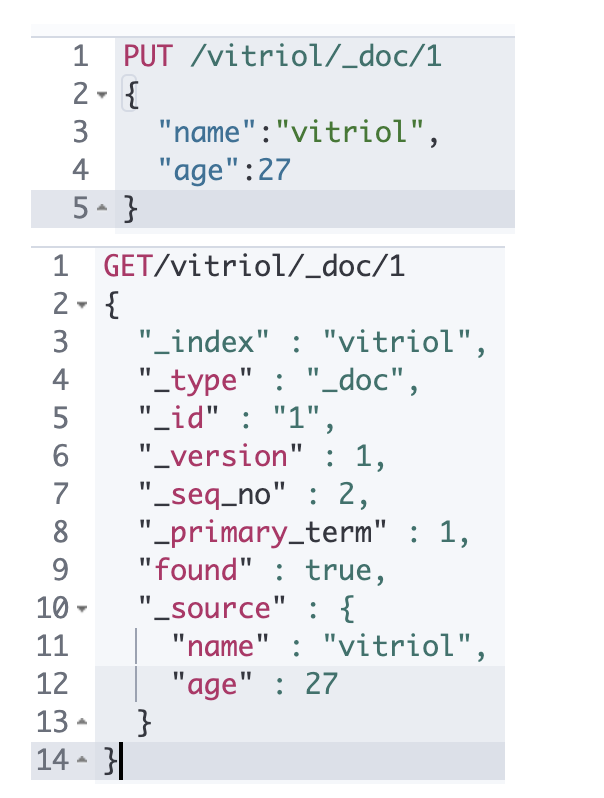 1 PUT /vitriol/_doc/1
2 {
3 "name":"vitriol",
4 "age":27
5 }
1 GET/vitriol/_doc/1
2 {
3 "_index" : "vitriol",
4 "_type" : "_doc",
5 "_id" : "1",
6 "_version" : 1,
7 "_seq_no" : 2,
8 "_primary_term" : 1,
9 "found" : true,
10 "_source" : {
11 "name" : "vitriol",
12 "age" : 27
13 }
14 }